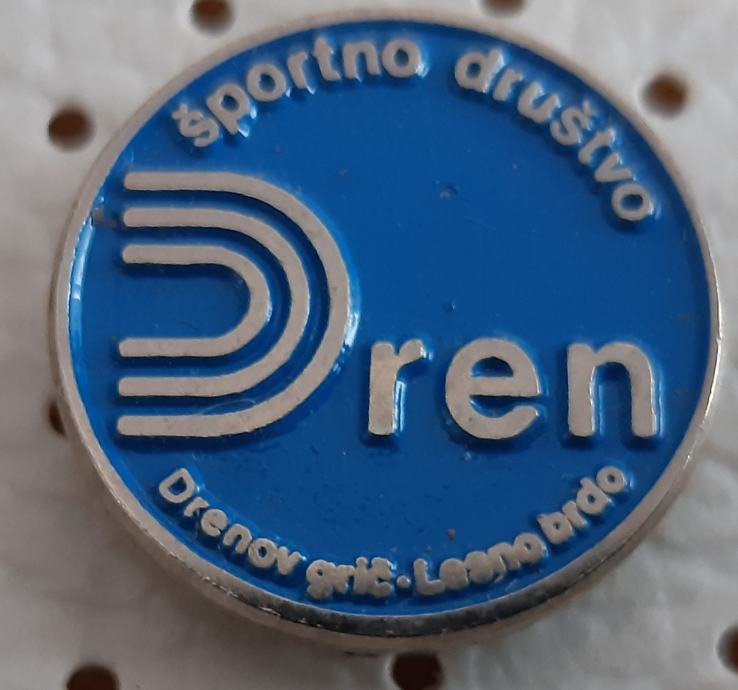 športno društvo
Dren
Drenov grič · Lesno brdo